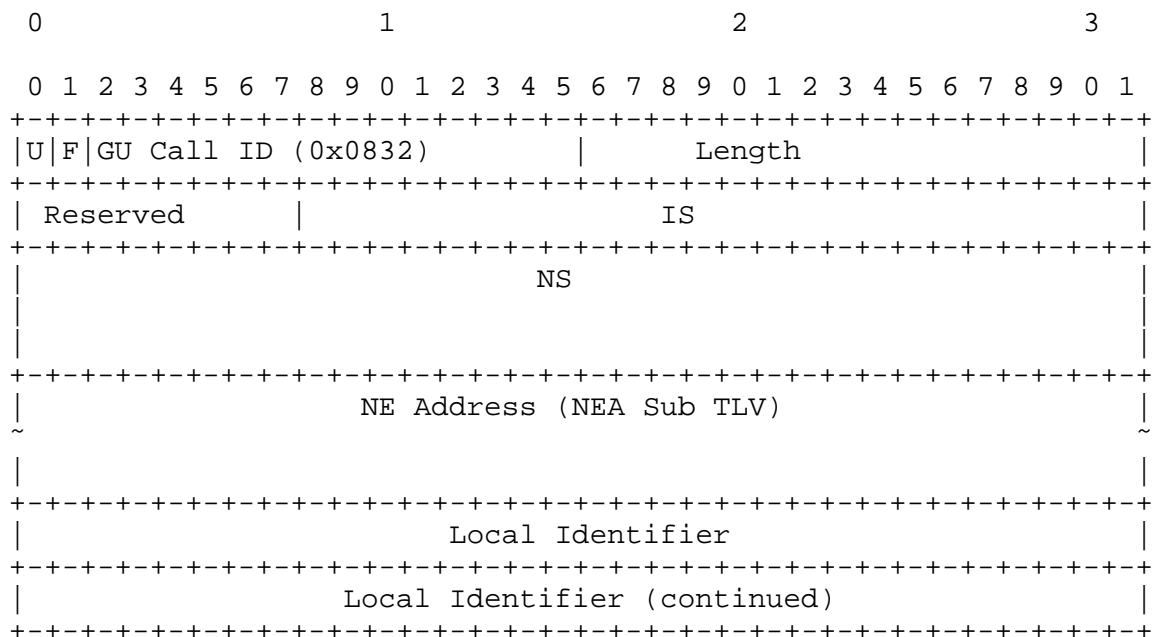 0                   1                   2                   3
0 1 2 3 4 5 6 7 8 9 0 1 2 3 4 5 6 7 8 9 0 1 2 3 4 5 6 7 8 9 0 1
+-+-+-+-+-+-+-+-+-+-+-+-+-+-+-+-+-+-+-+-+-+-+-+-+-+-+-+-+-+-+-+-+
|U|F|GU Call ID (0x0832)        |      Length                   |
+-+-+-+-+-+-+-+-+-+-+-+-+-+-+-+-+-+-+-+-+-+-+-+-+-+-+-+-+-+-+-+-+
| Reserved      |                    IS                         |
+-+-+-+-+-+-+-+-+-+-+-+-+-+-+-+-+-+-+-+-+-+-+-+-+-+-+-+-+-+-+-+-+
|                             NS                                |
|                                                               |
|                                                               |
+-+-+-+-+-+-+-+-+-+-+-+-+-+-+-+-+-+-+-+-+-+-+-+-+-+-+-+-+-+-+-+-+
|                   NE Address (NEA Sub TLV)                    |
~                                                               ~
|                                                               |
+-+-+-+-+-+-+-+-+-+-+-+-+-+-+-+-+-+-+-+-+-+-+-+-+-+-+-+-+-+-+-+-+
|                        Local Identifier                       |
+-+-+-+-+-+-+-+-+-+-+-+-+-+-+-+-+-+-+-+-+-+-+-+-+-+-+-+-+-+-+-+-+
|                  Local Identifier (continued)                 |
+-+-+-+-+-+-+-+-+-+-+-+-+-+-+-+-+-+-+-+-+-+-+-+-+-+-+-+-+-+-+-+-+